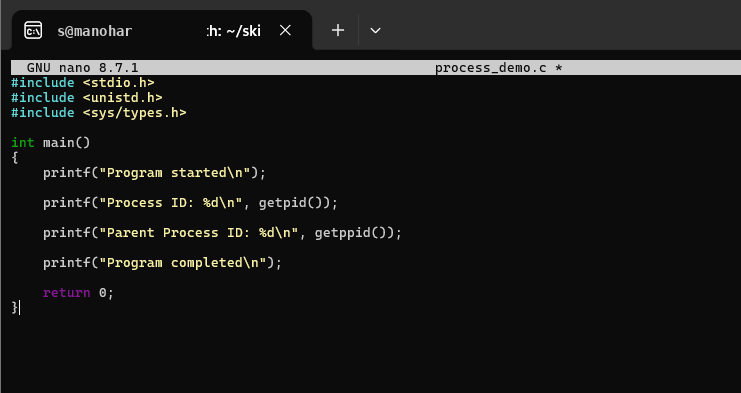 s@manohar :h: ~/ski
GNU nano 8.7.1 process_demo.c *
#include <stdio.h>
#include <unistd.h>
#include <sys/types.h>
int main()
{
    printf("Program started\n");
    printf("Process ID: %d\n", getpid());
    printf("Parent Process ID: %d\n", getppid());
    printf("Program completed\n");
    return 0;
}